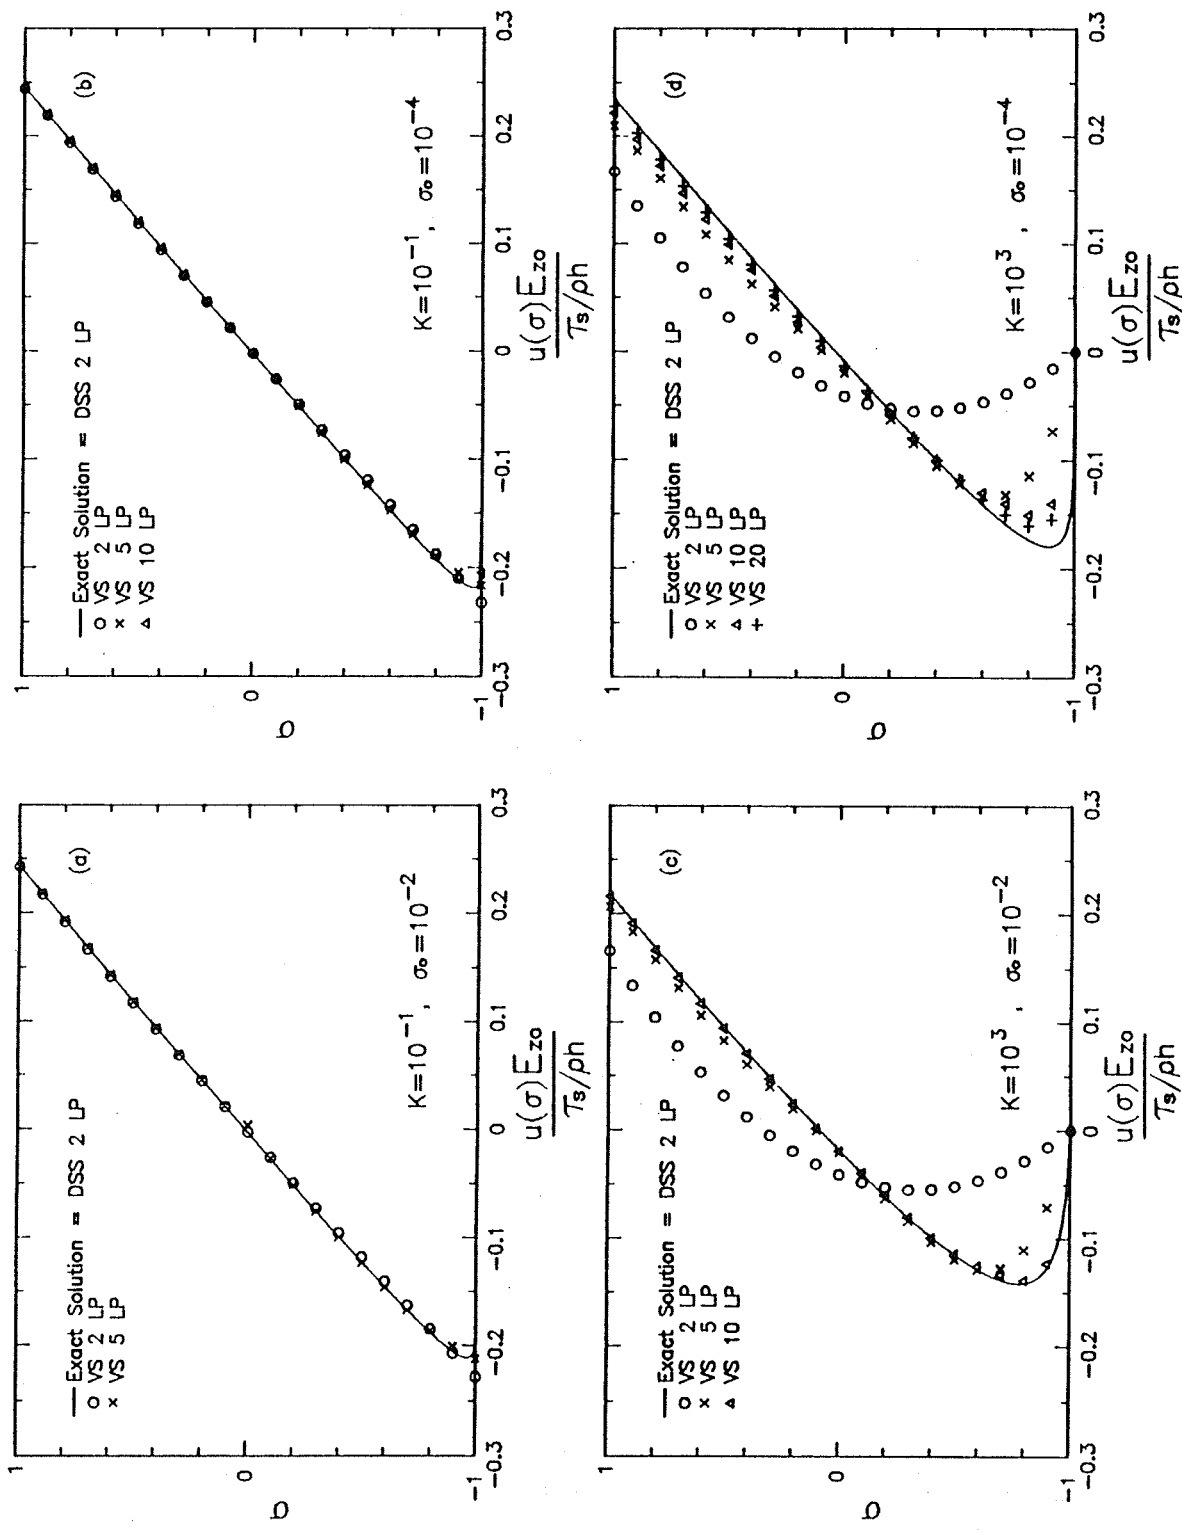 (a)
Exact Solution = DSS 2 LP
VS 2 LP
VS 5 LP
K=10⁻¹, σ₀=10⁻²
1
0
-1
σ
-0.3 -0.2 -0.1 0 0.1 0.2 0.3
u(σ)E_zo
τ_s/ρh
(b)
Exact Solution = DSS 2 LP
VS 2 LP
VS 5 LP
VS 10 LP
K=10⁻¹, σ₀=10⁻⁴
1
0
-1
σ
-0.3 -0.2 -0.1 0 0.1 0.2 0.3
u(σ)E_zo
τ_s/ρh
(c)
Exact Solution = DSS 2 LP
VS 2 LP
VS 5 LP
VS 10 LP
K=10³, σ₀=10⁻²
1
0
-1
σ
-0.3 -0.2 -0.1 0 0.1 0.2 0.3
u(σ)E_zo
τ_s/ρh
(d)
Exact Solution = DSS 2 LP
VS 2 LP
VS 5 LP
VS 10 LP
VS 20 LP
K=10³, σ₀=10⁻⁴
1
0
-1
σ
-0.3 -0.2 -0.1 0 0.1 0.2 0.3
u(σ)E_zo
τ_s/ρh